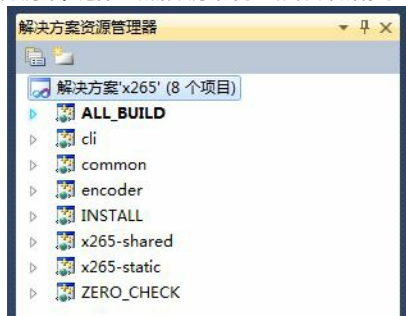 解决方案资源管理器
解决方案'x265' (8 个项目)
ALL_BUILD
cli
common
encoder
INSTALL
x265-shared
x265-static
ZERO_CHECK